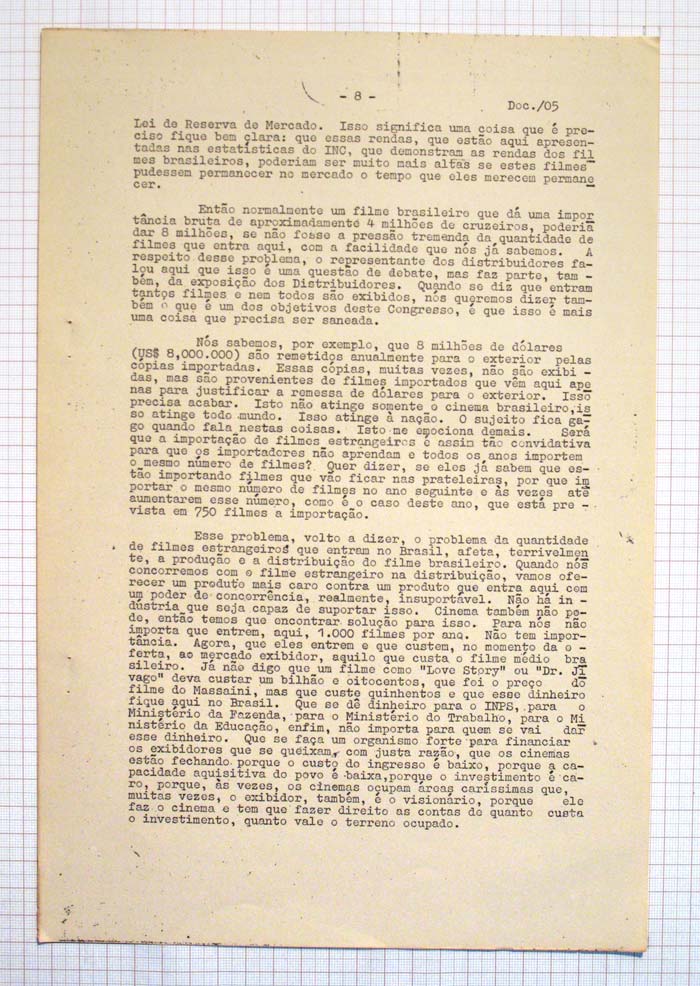 - 8 -
Doc./05
Lei de Reserva de Mercado. Isso significa uma coisa que é pre-
ciso fique bem clara: que essas rendas, que estão aqui apresen-
tadas nas estatísticas do INC, que demonstram as rendas dos fil
mes brasileiros, poderiam ser muito mais altas se estes filmes
pudessem permanecer no mercado o tempo que eles merecem permane
cer.
Então normalmente um filme brasileiro que dá uma impor
tância bruta de aproximadamente 4 milhões de cruzeiros, poderia
dar 8 milhões, se não fosse a pressão tremenda da quantidade de
filmes que entra aqui, com a facilidade que nós já sabemos. A
respeito desse problema, o representante dos distribuidores fa-
lou aqui que isso é uma questão de debate, mas faz parte, tam -
bém, da exposição dos Distribuidores. Quando se diz que entram
tantos filmes e nem todos são exibidos, nós queremos dizer tam-
bém o que é um dos objetivos deste Congresso, é que isso é mais
uma coisa que precisa ser saneada.
Nós sabemos, por exemplo, que 8 milhões de dólares
(US$ 8,000.000) são remetidos anualmente para o exterior pelas
cópias importadas. Essas cópias, muitas vezes, não são exibi -
das, mas são provenientes de filmes importados que vêm aqui ape
nas para justificar a remessa de dólares para o exterior. Isso
precisa acabar. Isto não atinge somente o cinema brasileiro,is
so atinge todo mundo. Isso atinge à nação. O sujeito fica ga-
go quando fala nestas coisas. Isto me emociona demais. Será
que a importação de filmes estrangeiros é assim tão convidativa
para que os importadores não aprendam e todos os anos importem
o mesmo número de filmes? Quer dizer, se eles já sabem que es-
tão importando filmes que vão ficar nas prateleiras, por que im
portar o mesmo número de filmes no ano seguinte e às vezes até
aumentarem esse número, como é o caso deste ano, que está pre -
vista em 750 filmes a importação.
Esse problema, volto a dizer, o problema da quantidade
de filmes estrangeiros que entram no Brasil, afeta, terrivelmen
te, a produção e a distribuição do filme brasileiro. Quando nós
concorremos com o filme estrangeiro na distribuição, vamos ofe-
recer um produto mais caro contra um produto que entra aqui com
um poder de concorrência, realmente, insuportável. Não há in -
dústria que seja capaz de suportar isso. Cinema também não po-
de, então temos que encontrar solução para isso. Para nós não
importa que entrem, aqui, 1.000 filmes por ano. Não tem impor-
tância. Agora, que eles entrem e que custem, no momento da o -
ferta, ao mercado exibidor, aquilo que custa o filme médio bra
sileiro. Já não digo que um filme como "Love Story" ou "Dr. Ji
vago" deva custar um bilhão e oitocentos, que foi o preço do
filme do Massaini, mas que custe quinhentos e que esse dinheiro
fique aqui no Brasil. Que se dê dinheiro para o INPS, para o
Ministério da Fazenda, para o Ministério do Trabalho, para o Mi
nistério da Educação, enfim, não importa para quem se vai dar
esse dinheiro. Que se faça um organismo forte para financiar
os exibidores que se queixam, com justa razão, que os cinemas
estão fechando porque o custo do ingresso é baixo, porque a ca-
pacidade aquisitiva do povo é baixa,porque o investimento é ca-
ro, porque, às vezes, os cinemas ocupam áreas caríssimas que,
muitas vezes, o exibidor, também, é o visionário, porque ele
faz o cinema e tem que fazer direito as contas de quanto custa
o investimento, quanto vale o terreno ocupado.